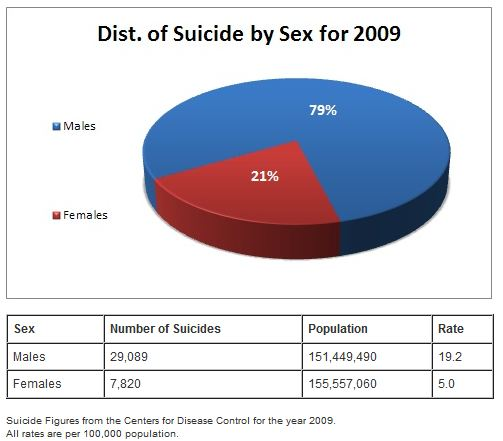 Dist. of Suicide by Sex for 2009
79%
Males
21%
Females
Sex Number of Suicides Population Rate
Males 29,089 151,449,490 19.2
Females 7,820 155,557,060 5.0
Suicide Figures from the Centers for Disease Control for the year 2009.
All rates are per 100,000 population.